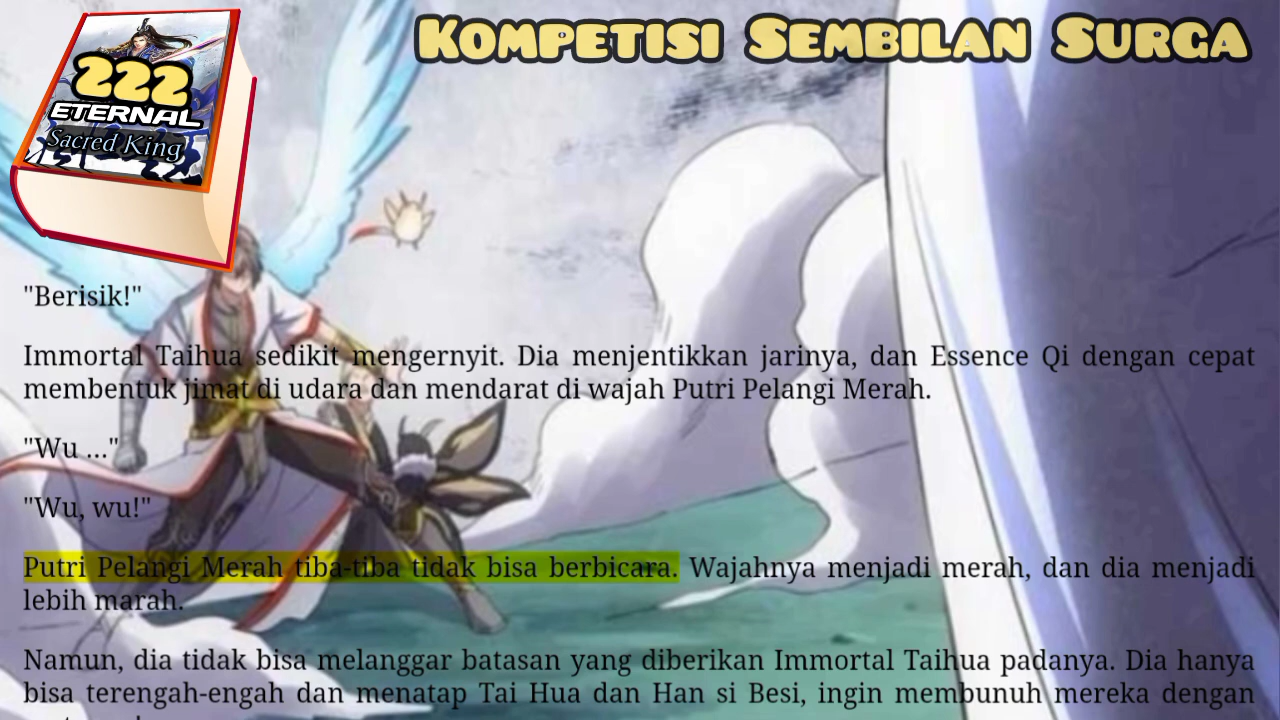 Kompetisi Sembilan Surga
222
ETERNAL
Sacred King
"Berisik!"
Immortal Taihua sedikit mengernyit. Dia menjentikkan jarinya, dan Essence Qi dengan cepat
membentuk jimat di udara dan mendarat di wajah Putri Pelangi Merah.
"Wu ..."
"Wu, wu!"
Putri Pelangi Merah tiba-tiba tidak bisa berbicara. Wajahnya menjadi merah, dan dia menjadi
lebih marah.
Namun, dia tidak bisa melanggar batasan yang diberikan Immortal Taihua padanya. Dia hanya
bisa terengah-engah dan menatap Tai Hua dan Han si Besi, ingin membunuh mereka dengan